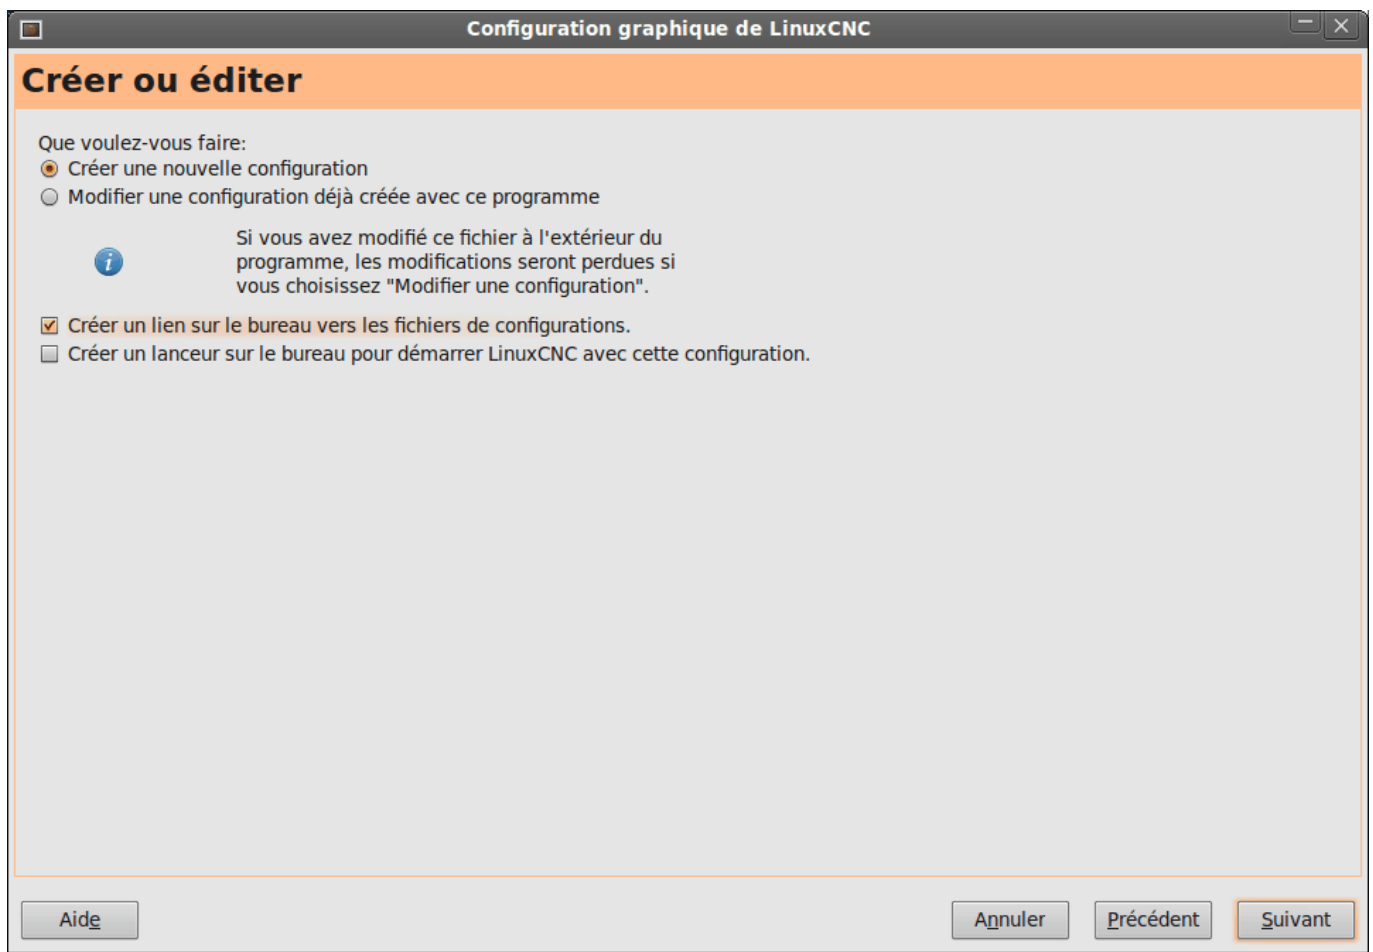 Configuration graphique de LinuxCNC
Créer ou éditer
Que voulez-vous faire:
Créer une nouvelle configuration
Modifier une configuration déjà créée avec ce programme
Si vous avez modifié ce fichier à l'extérieur du
programme, les modifications seront perdues si
vous choisissez "Modifier une configuration".
Créer un lien sur le bureau vers les fichiers de configurations.
Créer un lanceur sur le bureau pour démarrer LinuxCNC avec cette configuration.
Aide
Annuler
Précédent
Suivant